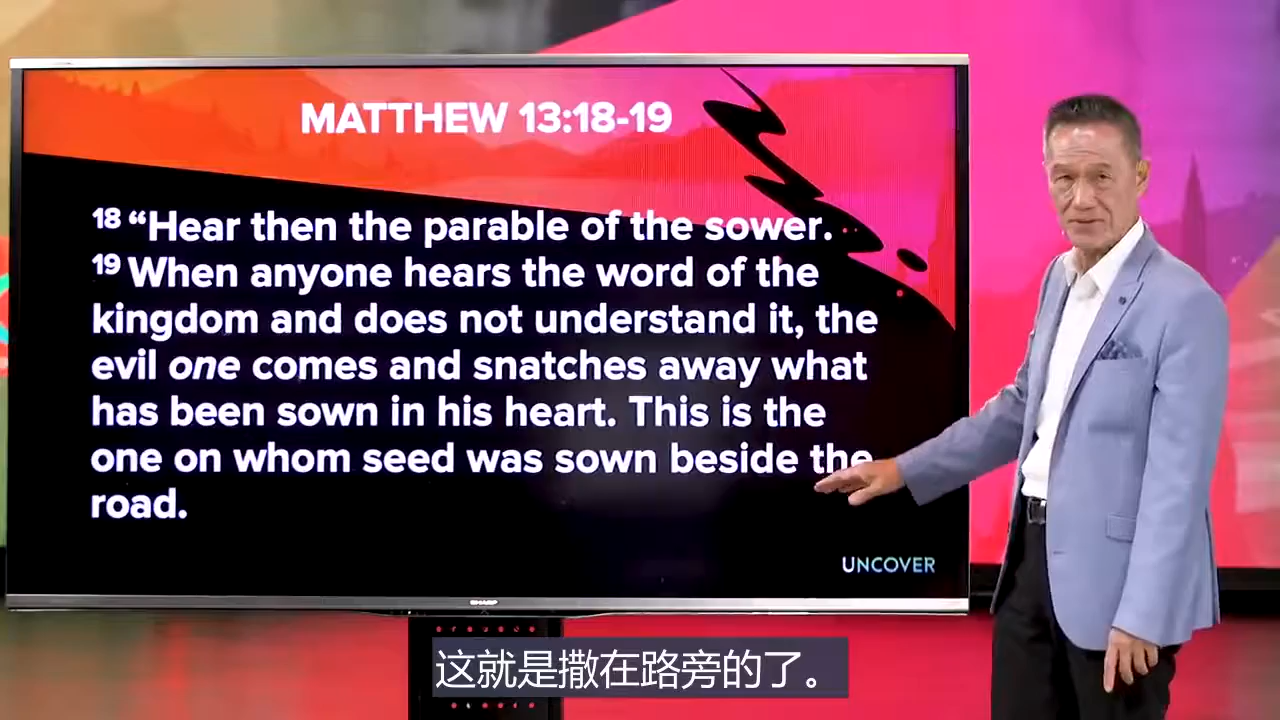 MATTHEW 13:18-19
18 “Hear then the parable of the sower.
19 When anyone hears the word of the
kingdom and does not understand it, the
evil one comes and snatches away what
has been sown in his heart. This is the
one on whom seed was sown beside the
road.
UNCOVER
SHARP
这就是撒在路旁的了。